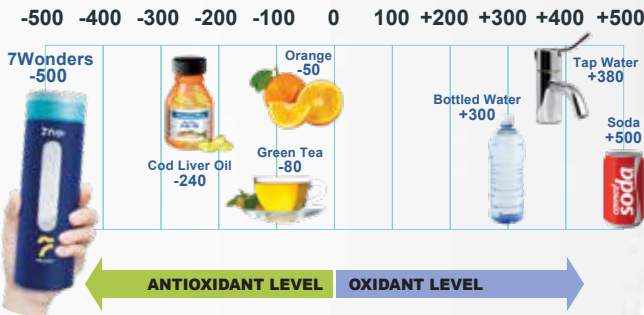 -500 -400 -300 -200 -100 0 100 +200 +300 +400 +500
7Wonders
-500
Orange
-50
Tap Water
+380
Bottled Water
+300
Soda
+500
Cod Liver Oil
-240
Green Tea
-80
soda
7
ANTIOXIDANT LEVEL
OXIDANT LEVEL